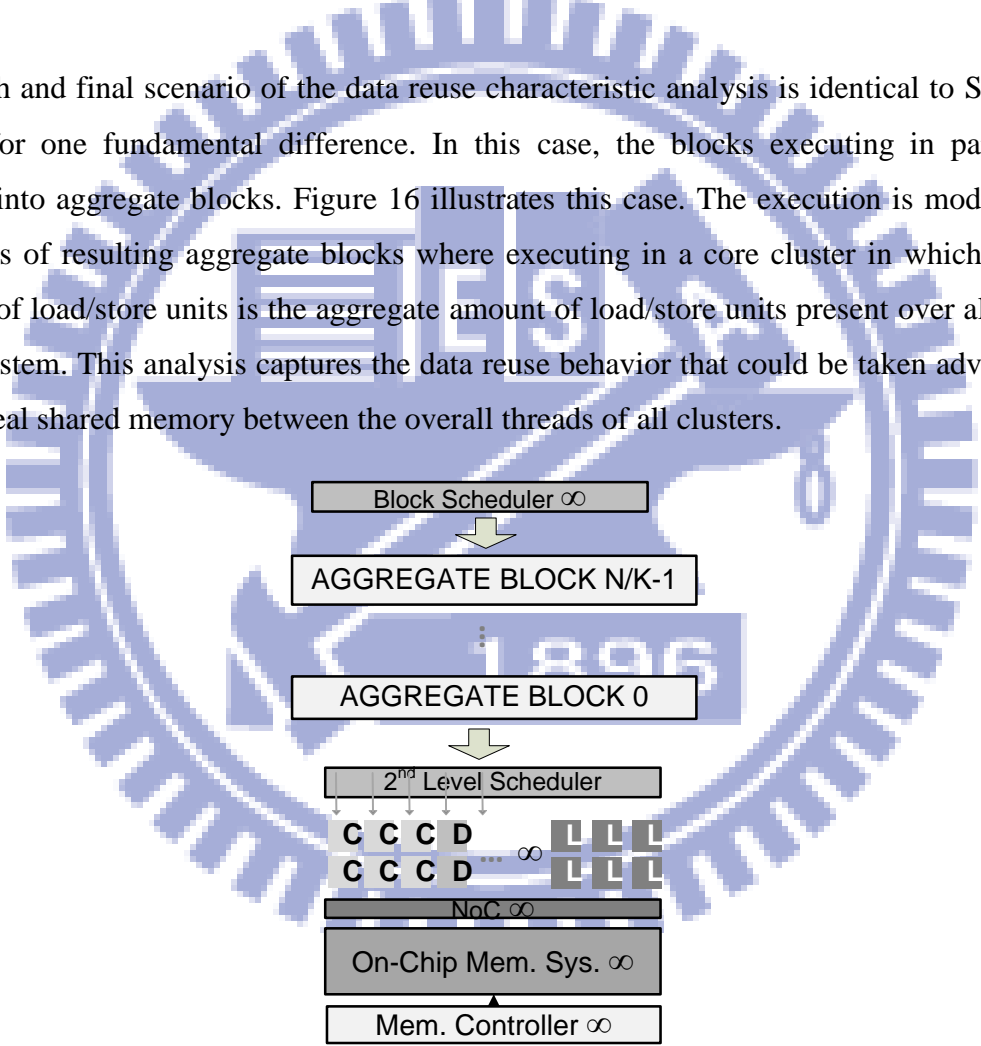 n and final scenario of the data reuse characteristic analysis is identical to S
or one fundamental difference. In this case, the blocks executing in pa
into aggregate blocks. Figure 16 illustrates this case. The execution is mod
s of resulting aggregate blocks where executing in a core cluster in which
of load/store units is the aggregate amount of load/store units present over al
stem. This analysis captures the data reuse behavior that could be taken adv
eal shared memory between the overall threads of all clusters.
ES A
Block Scheduler ∞
AGGREGATE BLOCK N/K-1
⋮
1896
AGGREGATE BLOCK 0
2nd Level Scheduler
C C C D L L L
... ∞
C C C D L L L
NoC ∞
On-Chip Mem. Sys. ∞
Mem. Controller ∞